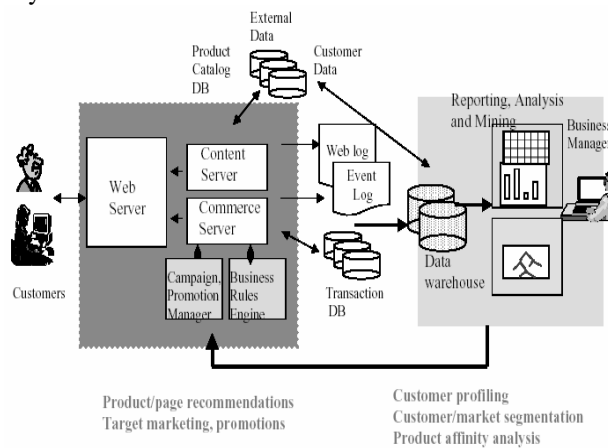 External
Data
Product
Catalog
DB
Customer
Data
Reporting, Analysis
and Mining
Business
Manager
Web log
Event
Log
Content
Server
Web
Server
Commerce
Server
Data
warehouse
Customers
Campaign,
Promotion
Manager
Business
Rules
Engine
Transaction
DB
Product/page recommendations
Target marketing, promotions
Customer profiling
Customer/market segmentation
Product affinity analysis